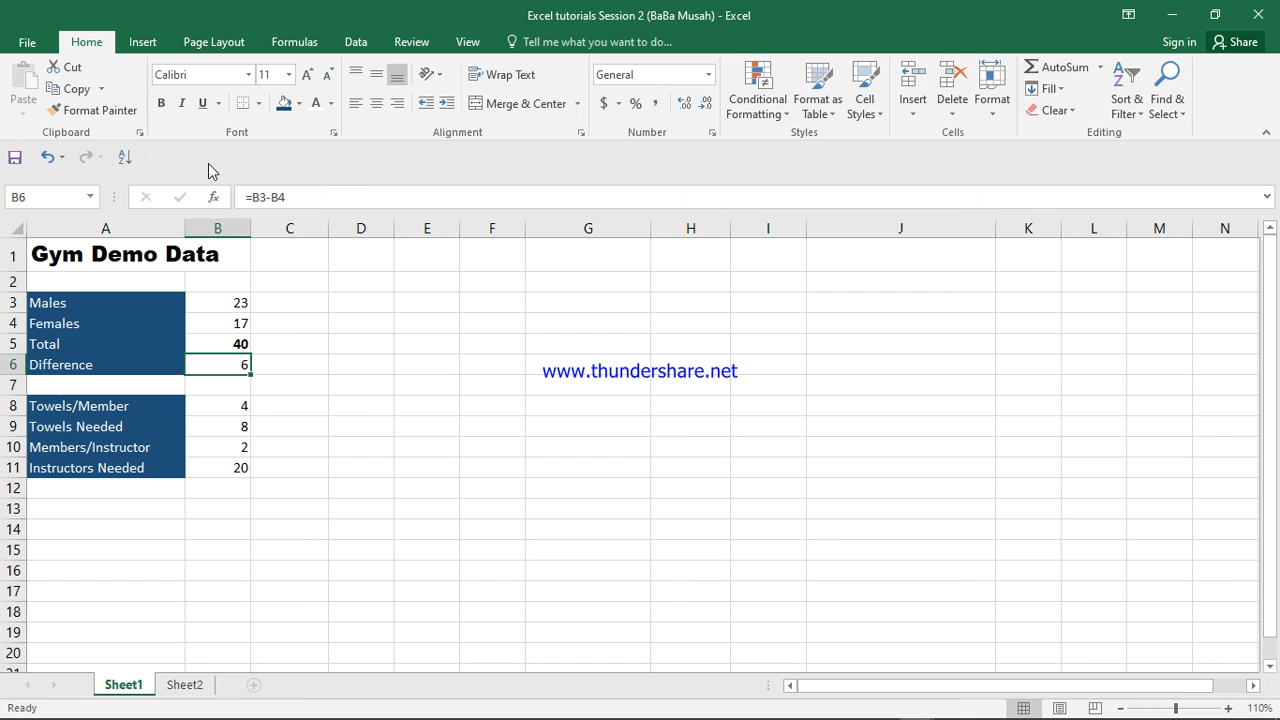 Excel tutorials Session 2 (BaBa Musah) - Excel
File Home Insert Page Layout Formulas Data Review View Tell me what you want to do... Sign in Share
Paste Cut Copy Format Painter Clipboard
Calibri 11 B I U A Font
Wrap Text Merge & Center Alignment
General $ % , Number
Conditional Formatting Format as Table Cell Styles Styles
Insert Delete Format Cells
AutoSum Fill Clear Sort & Filter Find & Select Editing
B6 fx =B3-B4
A B C D E F G H I J K L M N
1 Gym Demo Data
2
3 Males 23
4 Females 17
5 Total 40
6 Difference 6
www.thundershare.net
7
8 Towels/Member 4
9 Towels Needed 8
10 Members/Instructor 2
11 Instructors Needed 20
12
13
14
15
16
17
18
19
20
21
Sheet1 Sheet2
Ready 110%